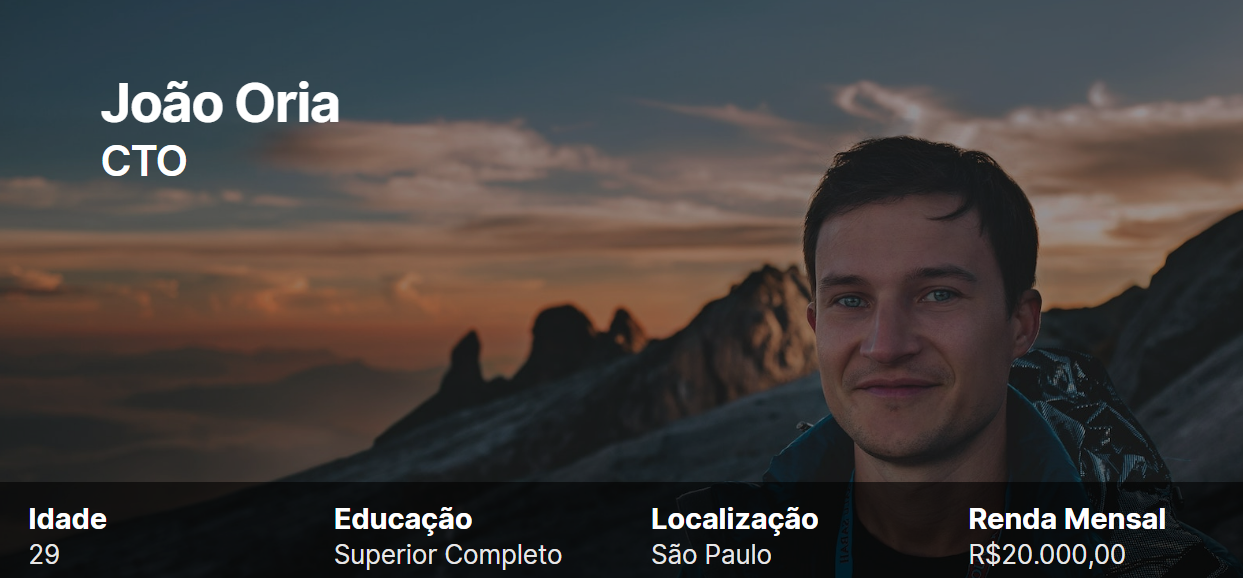 João Oria
CTO
Idade
29
Educação
Superior Completo
Localização
São Paulo
Renda Mensal
R$20.000,00